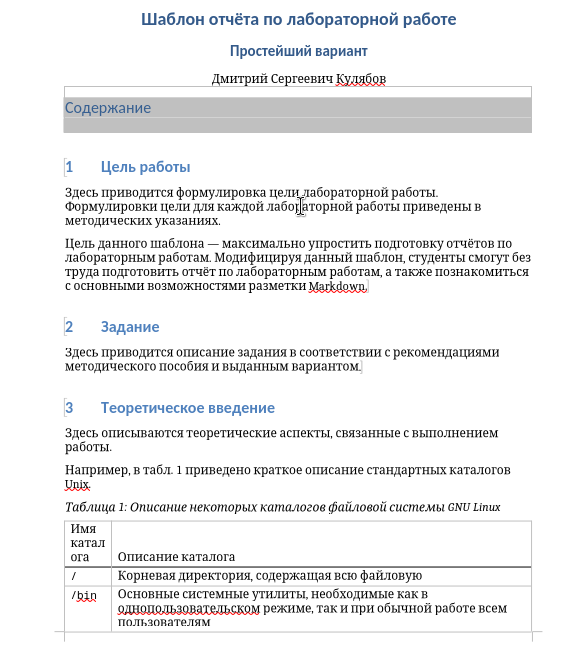 Шаблон отчёта по лабораторной работе
Простейший вариант
Дмитрий Сергеевич Кулябов
Содержание
1 Цель работы
Здесь приводится формулировка цели лабораторной работы.
Формулировки цели для каждой лабораторной работы приведены в
методических указаниях.
Цель данного шаблона — максимально упростить подготовку отчётов по
лабораторным работам. Модифицируя данный шаблон, студенты смогут без
труда подготовить отчёт по лабораторным работам, а также познакомиться
с основными возможностями разметки Markdown.
2 Задание
Здесь приводится описание задания в соответствии с рекомендациями
методического пособия и выданным вариантом.
3 Теоретическое введение
Здесь описываются теоретические аспекты, связанные с выполнением
работы.
Например, в табл. 1 приведено краткое описание стандартных каталогов
Unix.
Таблица 1: Описание некоторых каталогов файловой системы GNU Linux
Имя
катал
ога Описание каталога
/ Корневая директория, содержащая всю файловую
/bin Основные системные утилиты, необходимые как в
однопользовательском режиме, так и при обычной работе всем
пользователям